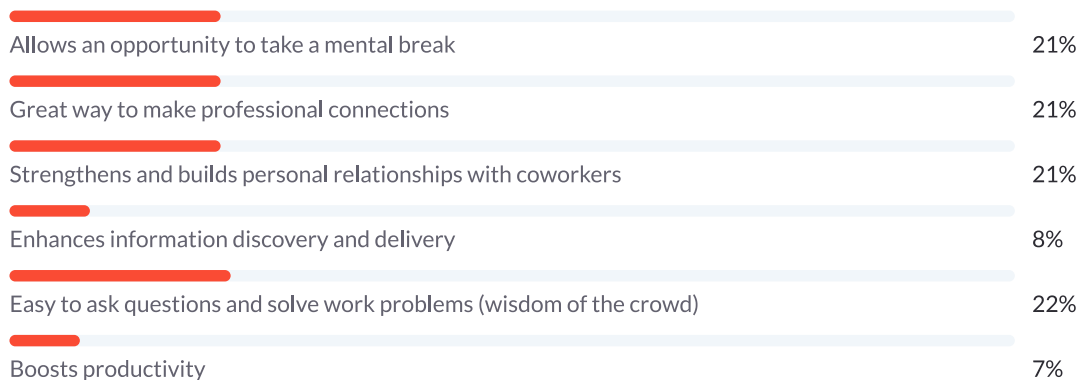 Allows an opportunity to take a mental break 21%
Great way to make professional connections 21%
Strengthens and builds personal relationships with coworkers 21%
Enhances information discovery and delivery 8%
Easy to ask questions and solve work problems (wisdom of the crowd) 22%
Boosts productivity 7%